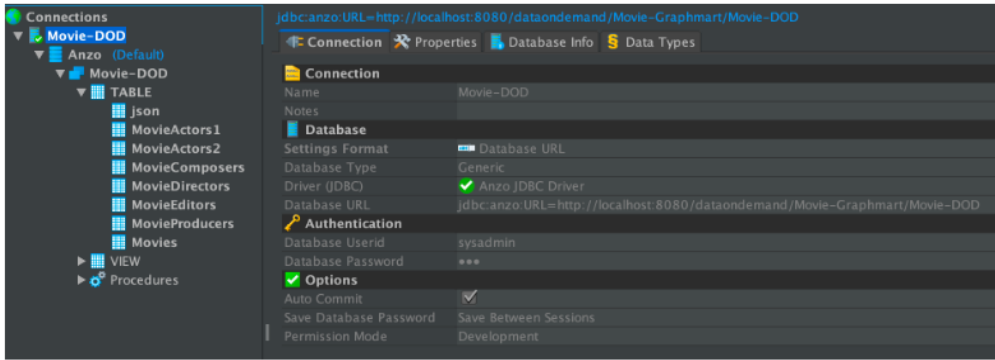 Connections
Movie-DOD
Anzo (Default)
Movie-DOD
TABLE
json
MovieActors1
MovieActors2
MovieComposers
MovieDirectors
MovieEditors
MovieProducers
Movies
VIEW
Procedures
jdbc:anzo:URL=http://localhost:8080/dataondemand/Movie-Graphmart/Movie-DOD
Connection Properties Database Info Data Types
Connection
Name Movie-DOD
Notes
Database
Settings Format Database URL
Database Type Generic
Driver (JDBC) Anzo JDBC Driver
Database URL jdbc:anzo:URL=http://localhost:8080/dataondemand/Movie-Graphmart/Movie-DOD
Authentication
Database Userid sysadmin
Database Password •••
Options
Auto Commit
Save Database Password Save Between Sessions
Permission Mode Development